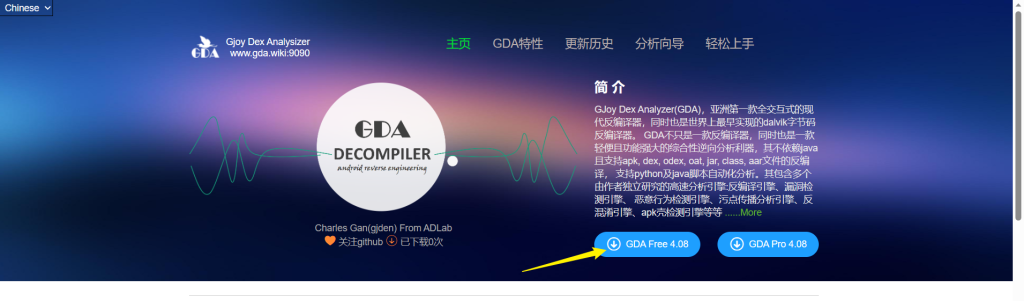 Chinese
Gjoy Dex Analysizer
www.gda.wiki:9090
GDA
主页 GDA特性 更新历史 分析向导 轻松上手
GDA
DECOMPILER
android reverse engineering
Charles Gan(gjden) From ADLab
关注github 已下载0次
简 介
GJoy Dex Analyzer(GDA)，亚洲第一款全交互式的现
代反编译器，同时也是世界上最早实现的dalvik字节码
反编译器。 GDA不只是一款反编译器，同时也是一款
轻便且功能强大的综合性逆向分析利器，其不依赖java
且支持apk, dex, odex, oat, jar, class, aar文件的反编
译， 支持python及java脚本自动化分析。其包含多个
由作者独立研究的高速分析引擎:反编译引擎、漏洞检
测引擎、 恶意行为检测引擎、污点传播分析引擎、反
混淆引擎、apk壳检测引擎等等 ......More
GDA Free 4.08 GDA Pro 4.08